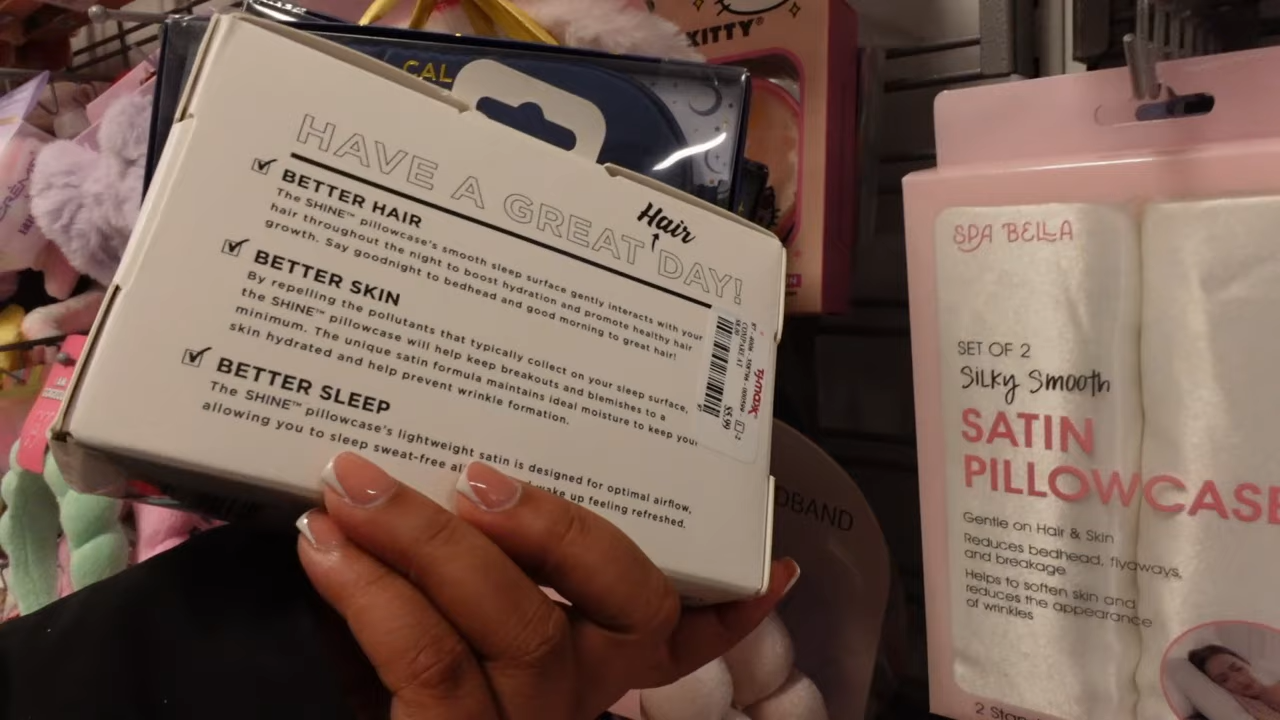 CAL
KITTY®
HAVE A GREAT DAY!
Hair
BETTER HAIR
The SHINE™ pillowcase's smooth sleep surface gently interacts with your
hair throughout the night to boost hydration and promote healthy hair
growth. Say goodnight to bedhead and good morning to great hair!
BETTER SKIN
By repelling the pollutants that typically collect on your sleep surface,
the SHINE™ pillowcase will help keep breakouts and blemishes to a
minimum. The unique satin formula maintains ideal moisture to keep your
skin hydrated and help prevent wrinkle formation.
BETTER SLEEP
The SHINE™ pillowcase's lightweight satin is designed for optimal airflow,
allowing you to sleep sweat-free all
wake up feeling refreshed.
COMPARE AT
T.J.maxx
$5.99
SPA BELLA
SET OF 2
Silky Smooth
SATIN
PILLOWCASE
Gentle on Hair & Skin
Reduces bedhead, flyaways,
and breakage
Helps to soften skin and
reduces the appearance
of wrinkles